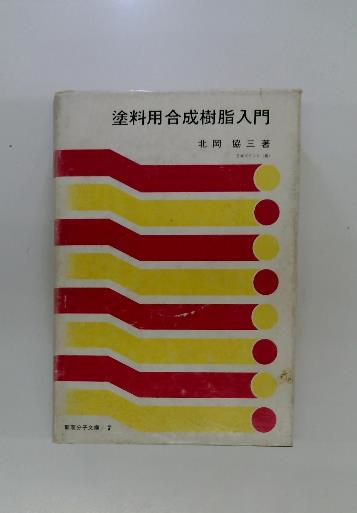 塗料用合成樹脂入門
北岡 協三 著
新高分子文庫 7